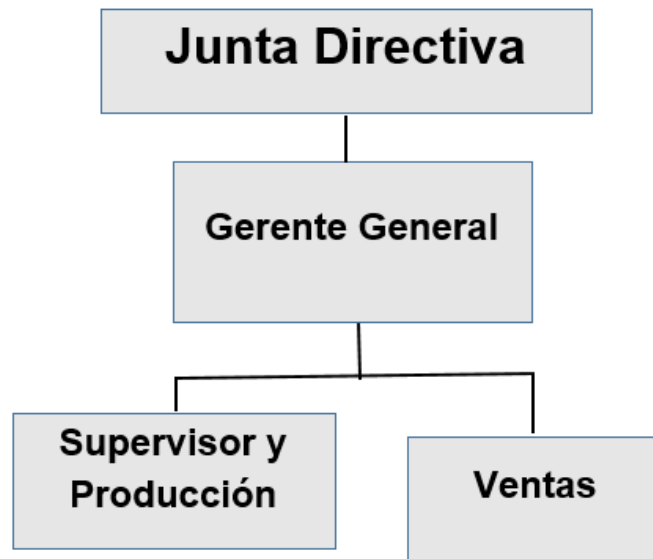 Junta Directiva
Gerente General
Supervisor y
Producción
Ventas